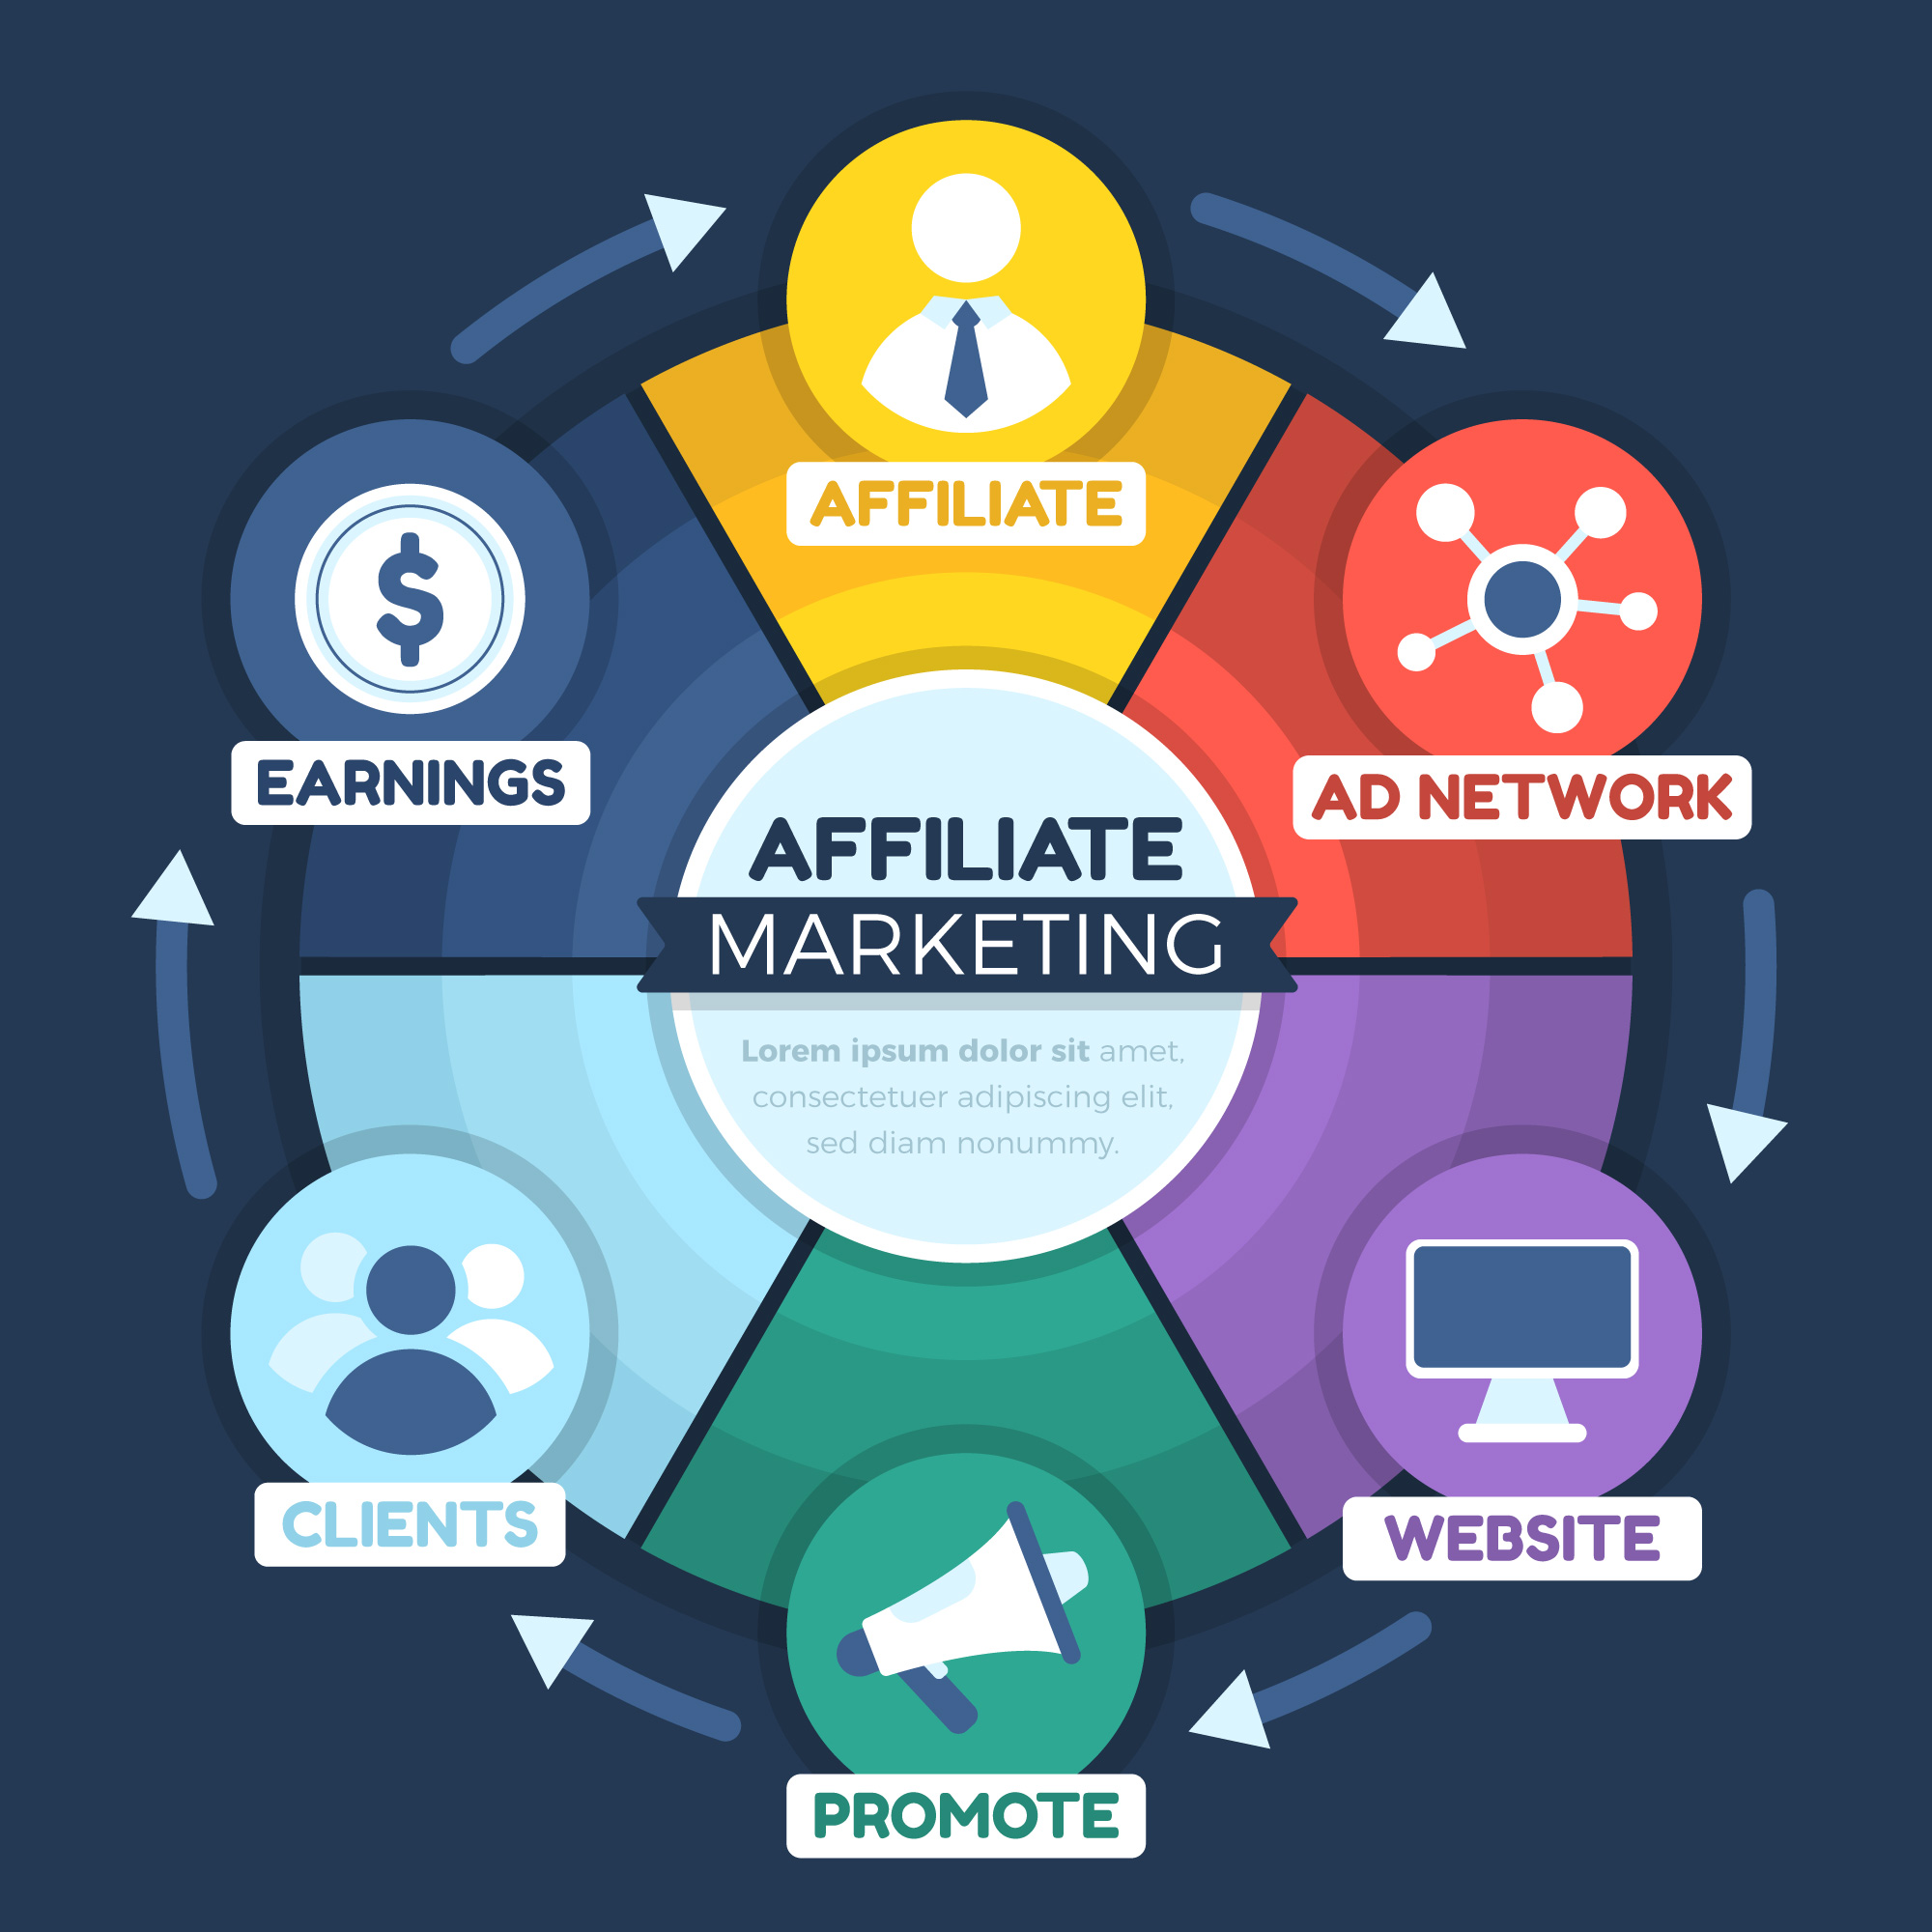 AFFILIATE
EARNINGS
AD NETWORK
AFFILIATE
MARKETING
Lorem ipsum dolor sit amet,
consectetuer adipiscing elit,
sed diam nonummy.
CLIENTS
WEBSITE
PROMOTE